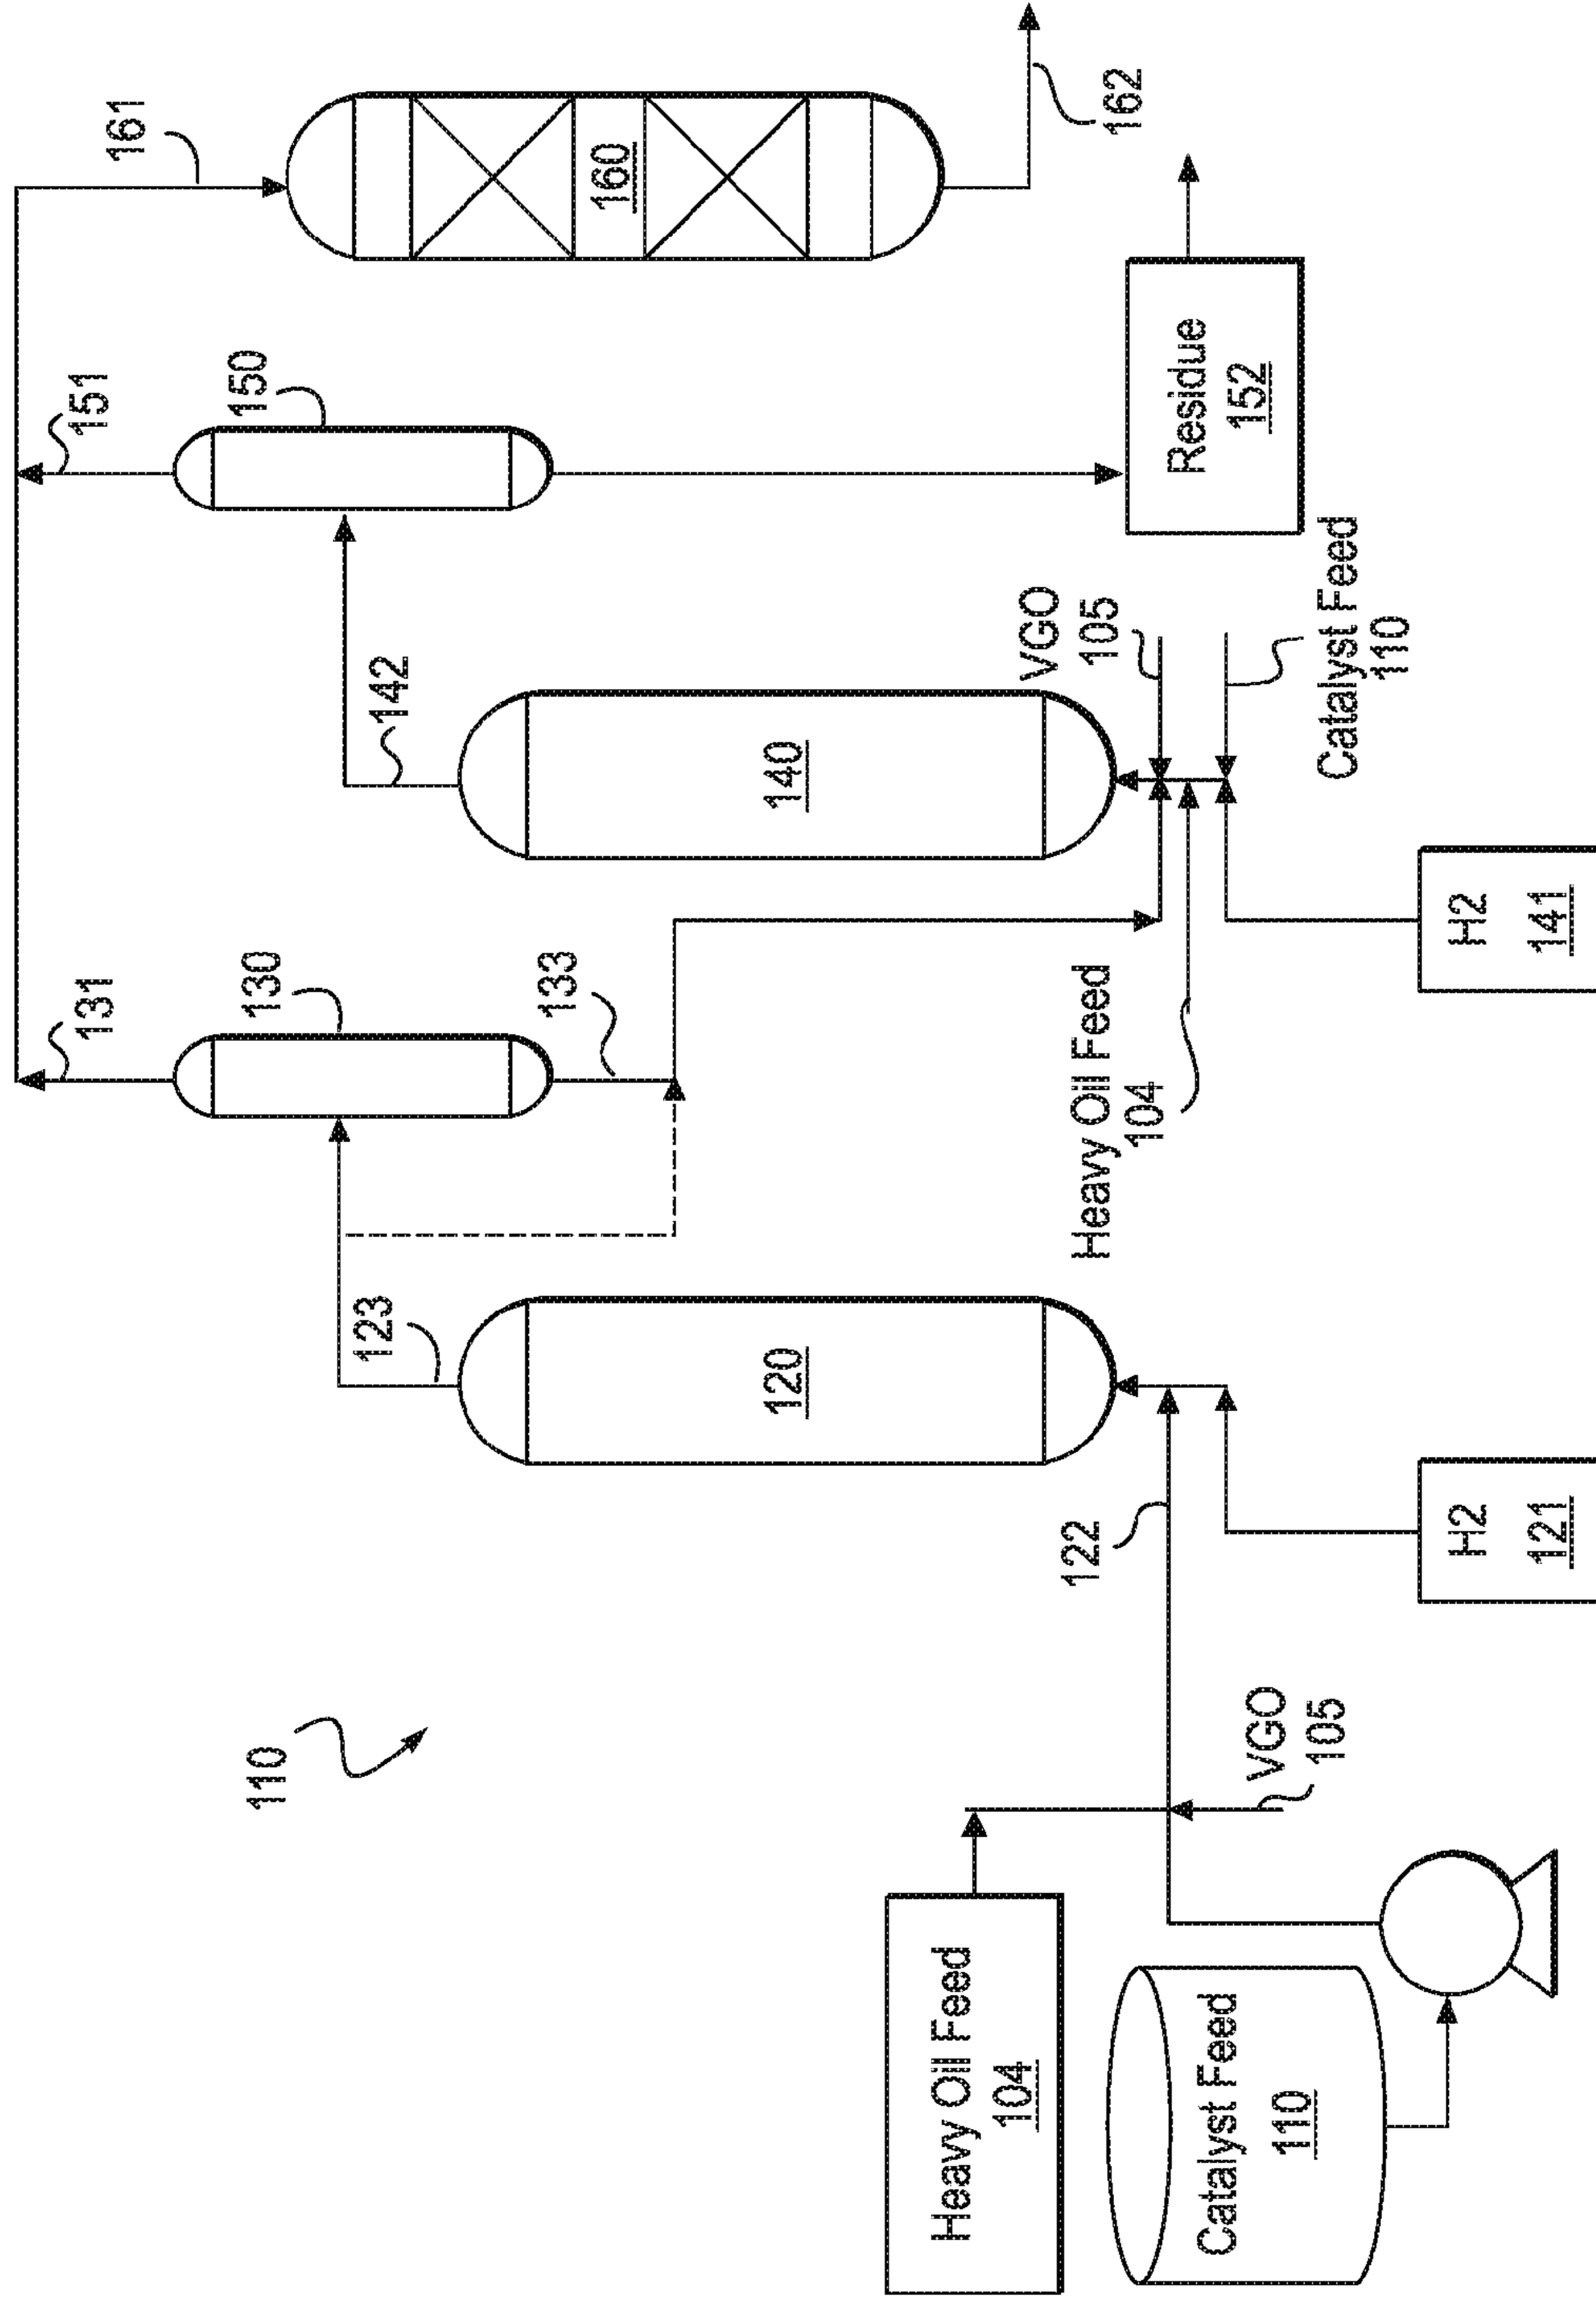 161
151
131
150
130
142
133
123
110
160
162
140
120
VGO
105
Residue
152
Heavy Oil Feed
104
Catalyst Feed
110
122
H2
141
H2
121
VGO
105
Heavy Oil Feed
104
Catalyst Feed
110